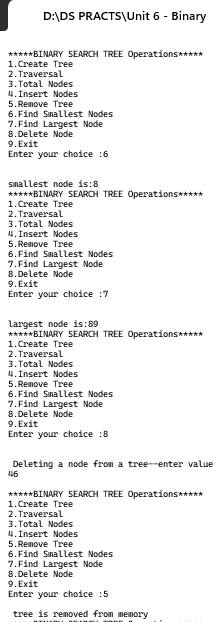 D:\DS PRACTS\Unit 6 - Binary
*****BINARY SEARCH TREE Operations*****
1.Create Tree
2.Traversal
3.Total Nodes
4.Insert Nodes
5.Remove Tree
6.Find Smallest Nodes
7.Find Largest Node
8.Delete Node
9.Exit
Enter your choice :6
smallest node is:8
*****BINARY SEARCH TREE Operations*****
1.Create Tree
2.Traversal
3.Total Nodes
4.Insert Nodes
5.Remove Tree
6.Find Smallest Nodes
7.Find Largest Node
8.Delete Node
9.Exit
Enter your choice :7
largest node is:89
*****BINARY SEARCH TREE Operations*****
1.Create Tree
2.Traversal
3.Total Nodes
4.Insert Nodes
5.Remove Tree
6.Find Smallest Nodes
7.Find Largest Node
8.Delete Node
9.Exit
Enter your choice :8
Deleting a node from a tree--enter value
46
*****BINARY SEARCH TREE Operations*****
1.Create Tree
2.Traversal
3.Total Nodes
4.Insert Nodes
5.Remove Tree
6.Find Smallest Nodes
7.Find Largest Node
8.Delete Node
9.Exit
Enter your choice :5
tree is removed from memory